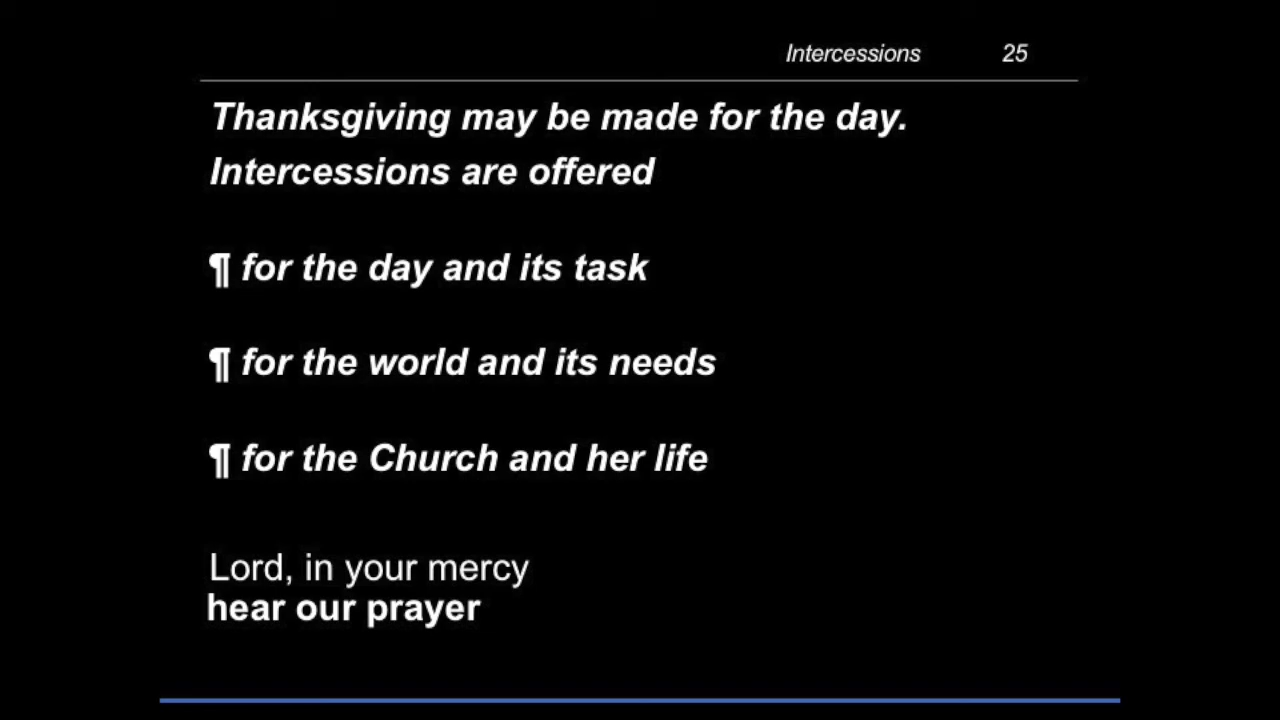 Intercessions 25
Thanksgiving may be made for the day.
Intercessions are offered
¶ for the day and its task
¶ for the world and its needs
¶ for the Church and her life
Lord, in your mercy
hear our prayer